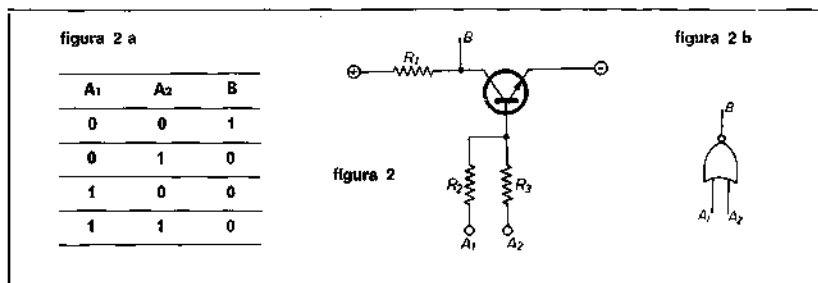 figura 2 a
A1 A2 B
0 0 1
0 1 0
1 0 0
1 1 0
B
R1
+
−
figura 2
R2
R3
A1
A2
figura 2 b
B
A1
A2